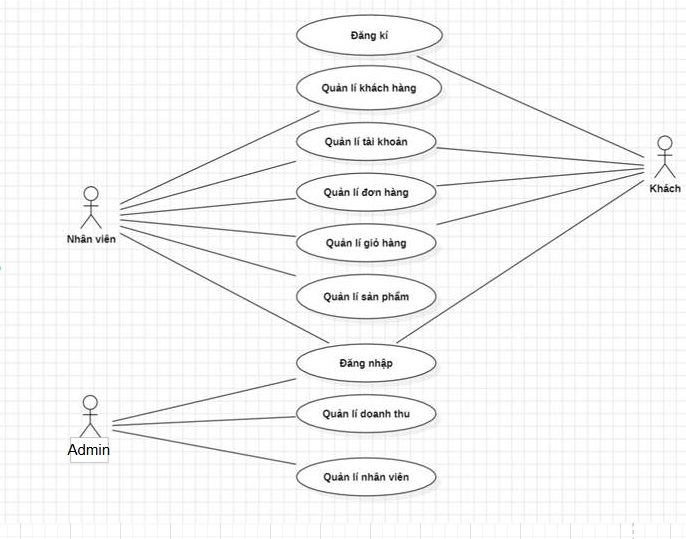 Đăng kí
Quản lí khách hàng
Quản lí tài khoản
Quản lí đơn hàng
Quản lí giỏ hàng
Quản lí sản phẩm
Đăng nhập
Quản lí doanh thu
Quản lí nhân viên
Nhân viên
Admin
Khách